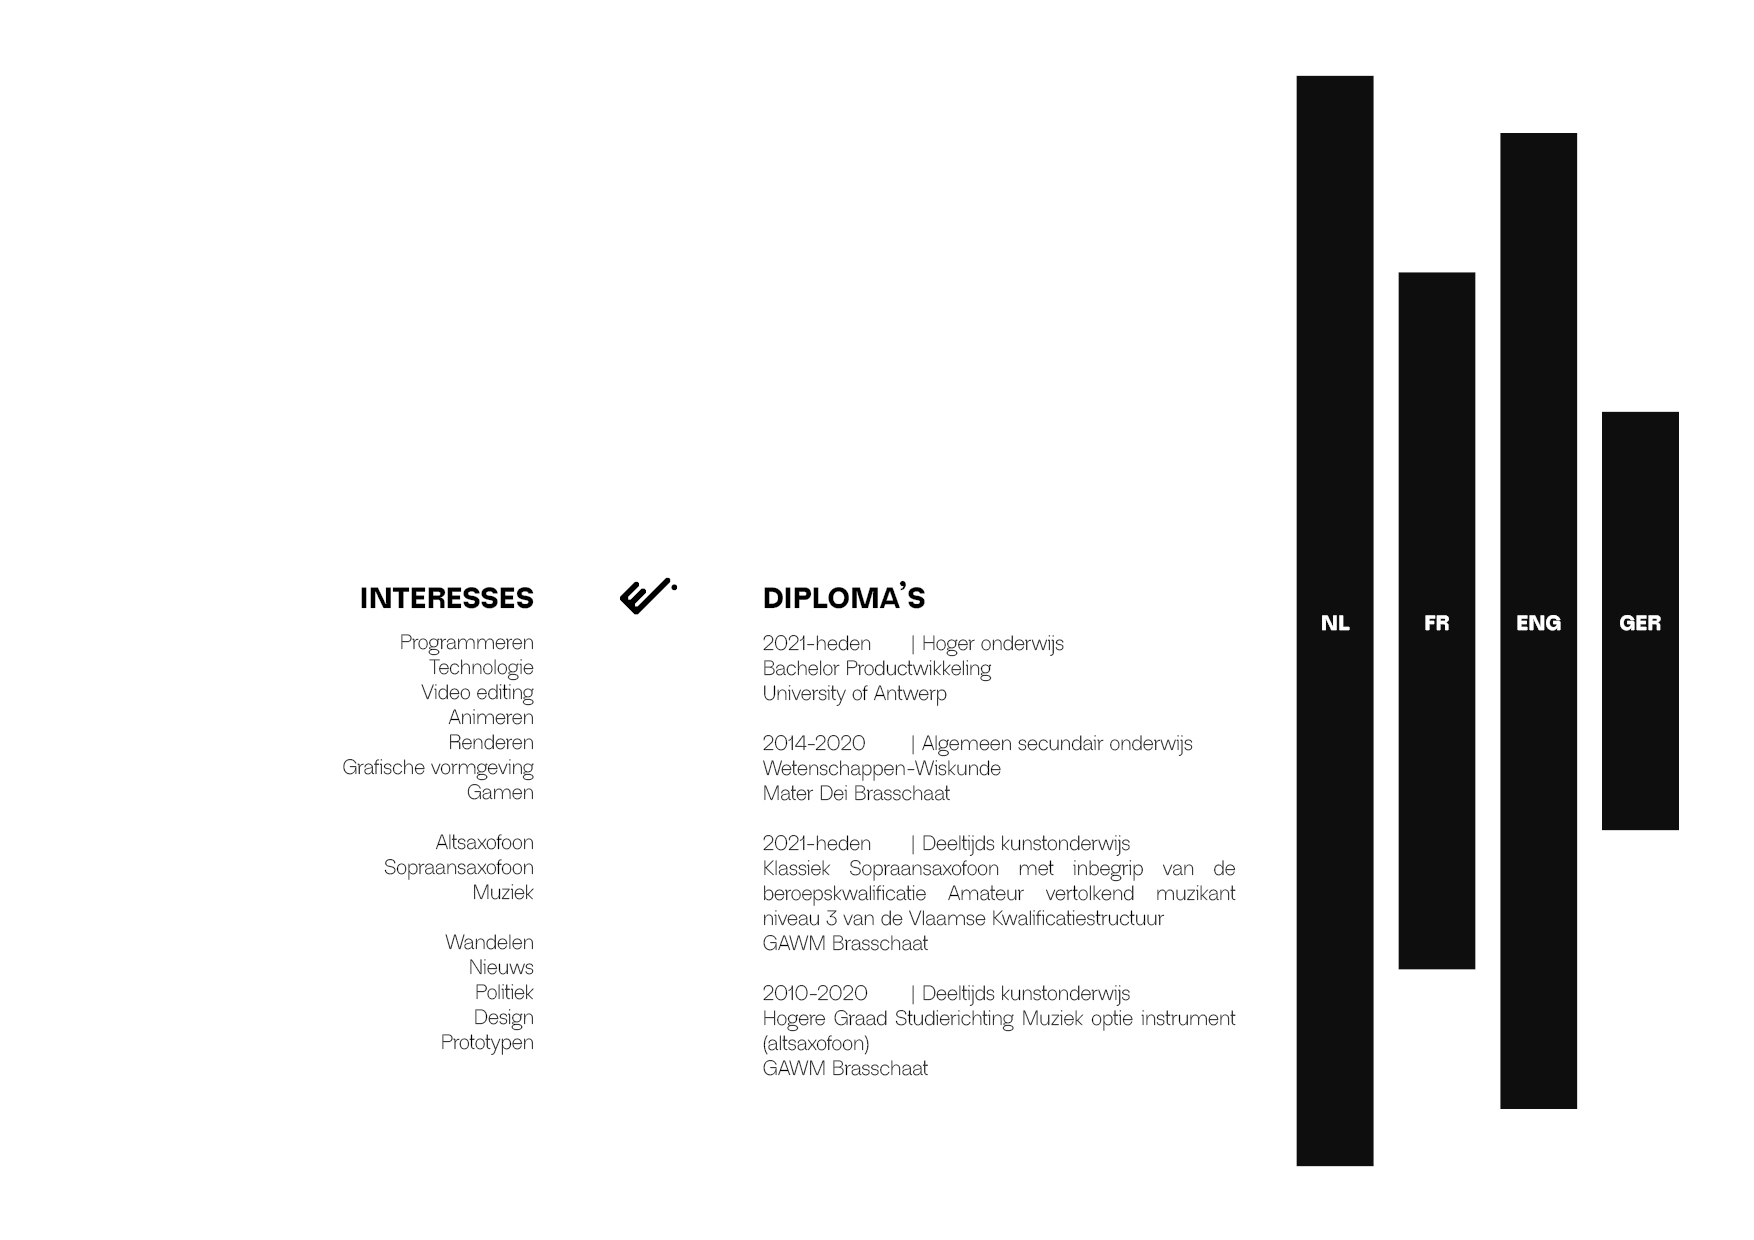 INTERESSES
Programmeren
Technologie
Video editing
Animeren
Renderen
Grafische vormgeving
Gamen
Altsaxofoon
Sopraansaxofoon
Muziek
Wandelen
Nieuws
Politiek
Design
Prototypen
DIPLOMA'S
2021-heden | Hoger onderwijs
Bachelor Productwikkeling
University of Antwerp
2014-2020 | Algemeen secundair onderwijs
Wetenschappen-Wiskunde
Mater Dei Brasschaat
2021-heden | Deeltijds kunstonderwijs
Klassiek Sopraansaxofoon met inbegrip van de
beroepskwalificatie Amateur vertolkend muzikant
niveau 3 van de Vlaamse Kwalificatiestructuur
GAWM Brasschaat
2010-2020 | Deeltijds kunstonderwijs
Hogere Graad Studierichting Muziek optie instrument
(altsaxofoon)
GAWM Brasschaat
NL
FR
ENG
GER